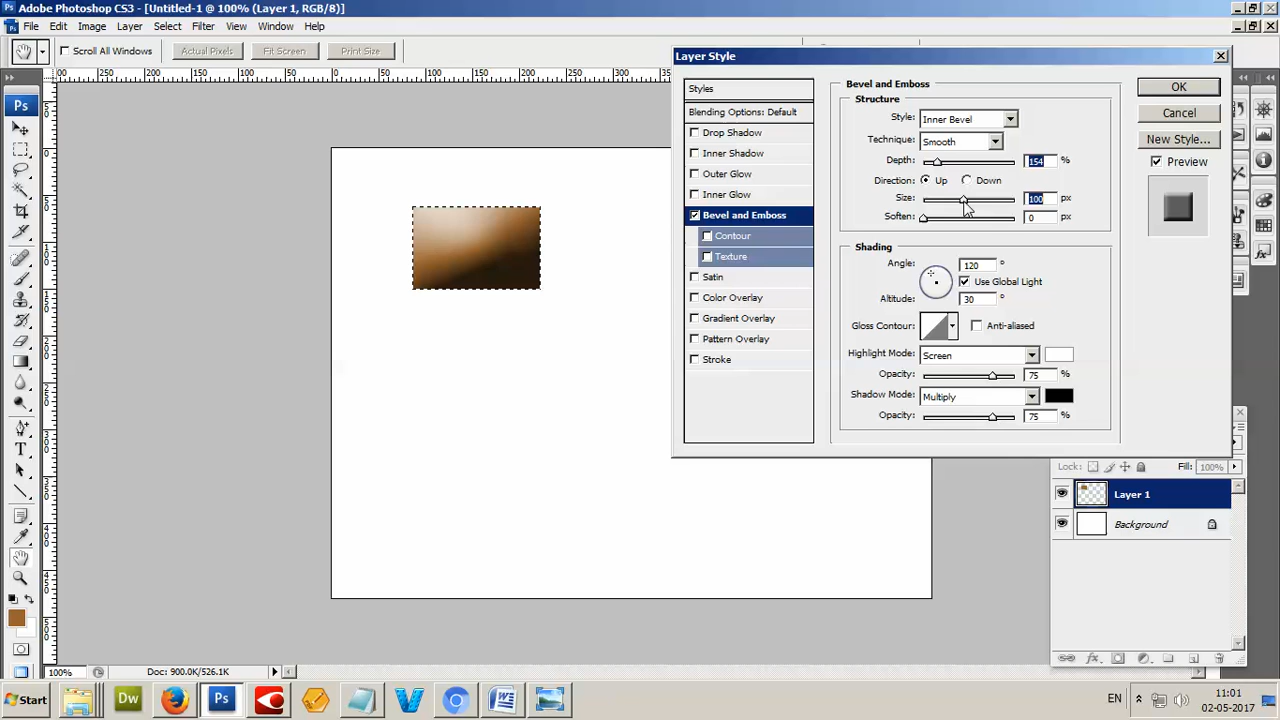 Adobe Photoshop CS3 - [Untitled-1 @ 100% (Layer 1, RGB/8)]
File Edit Image Layer Select Filter View Window Help
Scroll All Windows Actual Pixels Fit Screen Print Size
Layer Style
Styles
Blending Options: Default
Drop Shadow
Inner Shadow
Outer Glow
Inner Glow
Bevel and Emboss
Contour
Texture
Satin
Color Overlay
Gradient Overlay
Pattern Overlay
Stroke
Bevel and Emboss
Structure
Style: Inner Bevel
Technique: Smooth
Depth: 154 %
Direction: Up Down
Size: 100 px
Soften: 0 px
Shading
Angle: 120 °
Use Global Light
Altitude: 30 °
Gloss Contour: Anti-aliased
Highlight Mode: Screen
Opacity: 75 %
Shadow Mode: Multiply
Opacity: 75 %
OK
Cancel
New Style...
Preview
Ps
Lock: Fill: 100%
Layer 1
Background
100% Doc: 900.0K/526.1K
Start Dw Ps EN 11:01
02-05-2017